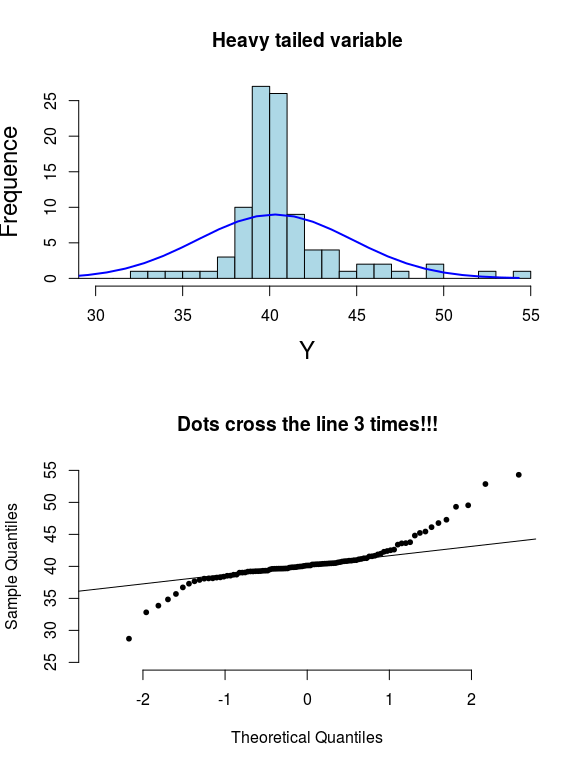 Heavy tailed variable
Frequence
25
20
15
10
5
0
30 35 40 45 50 55
Y
Dots cross the line 3 times!!!
Sample Quantiles
55
50
45
40
35
30
25
-2 -1 0 1 2
Theoretical Quantiles